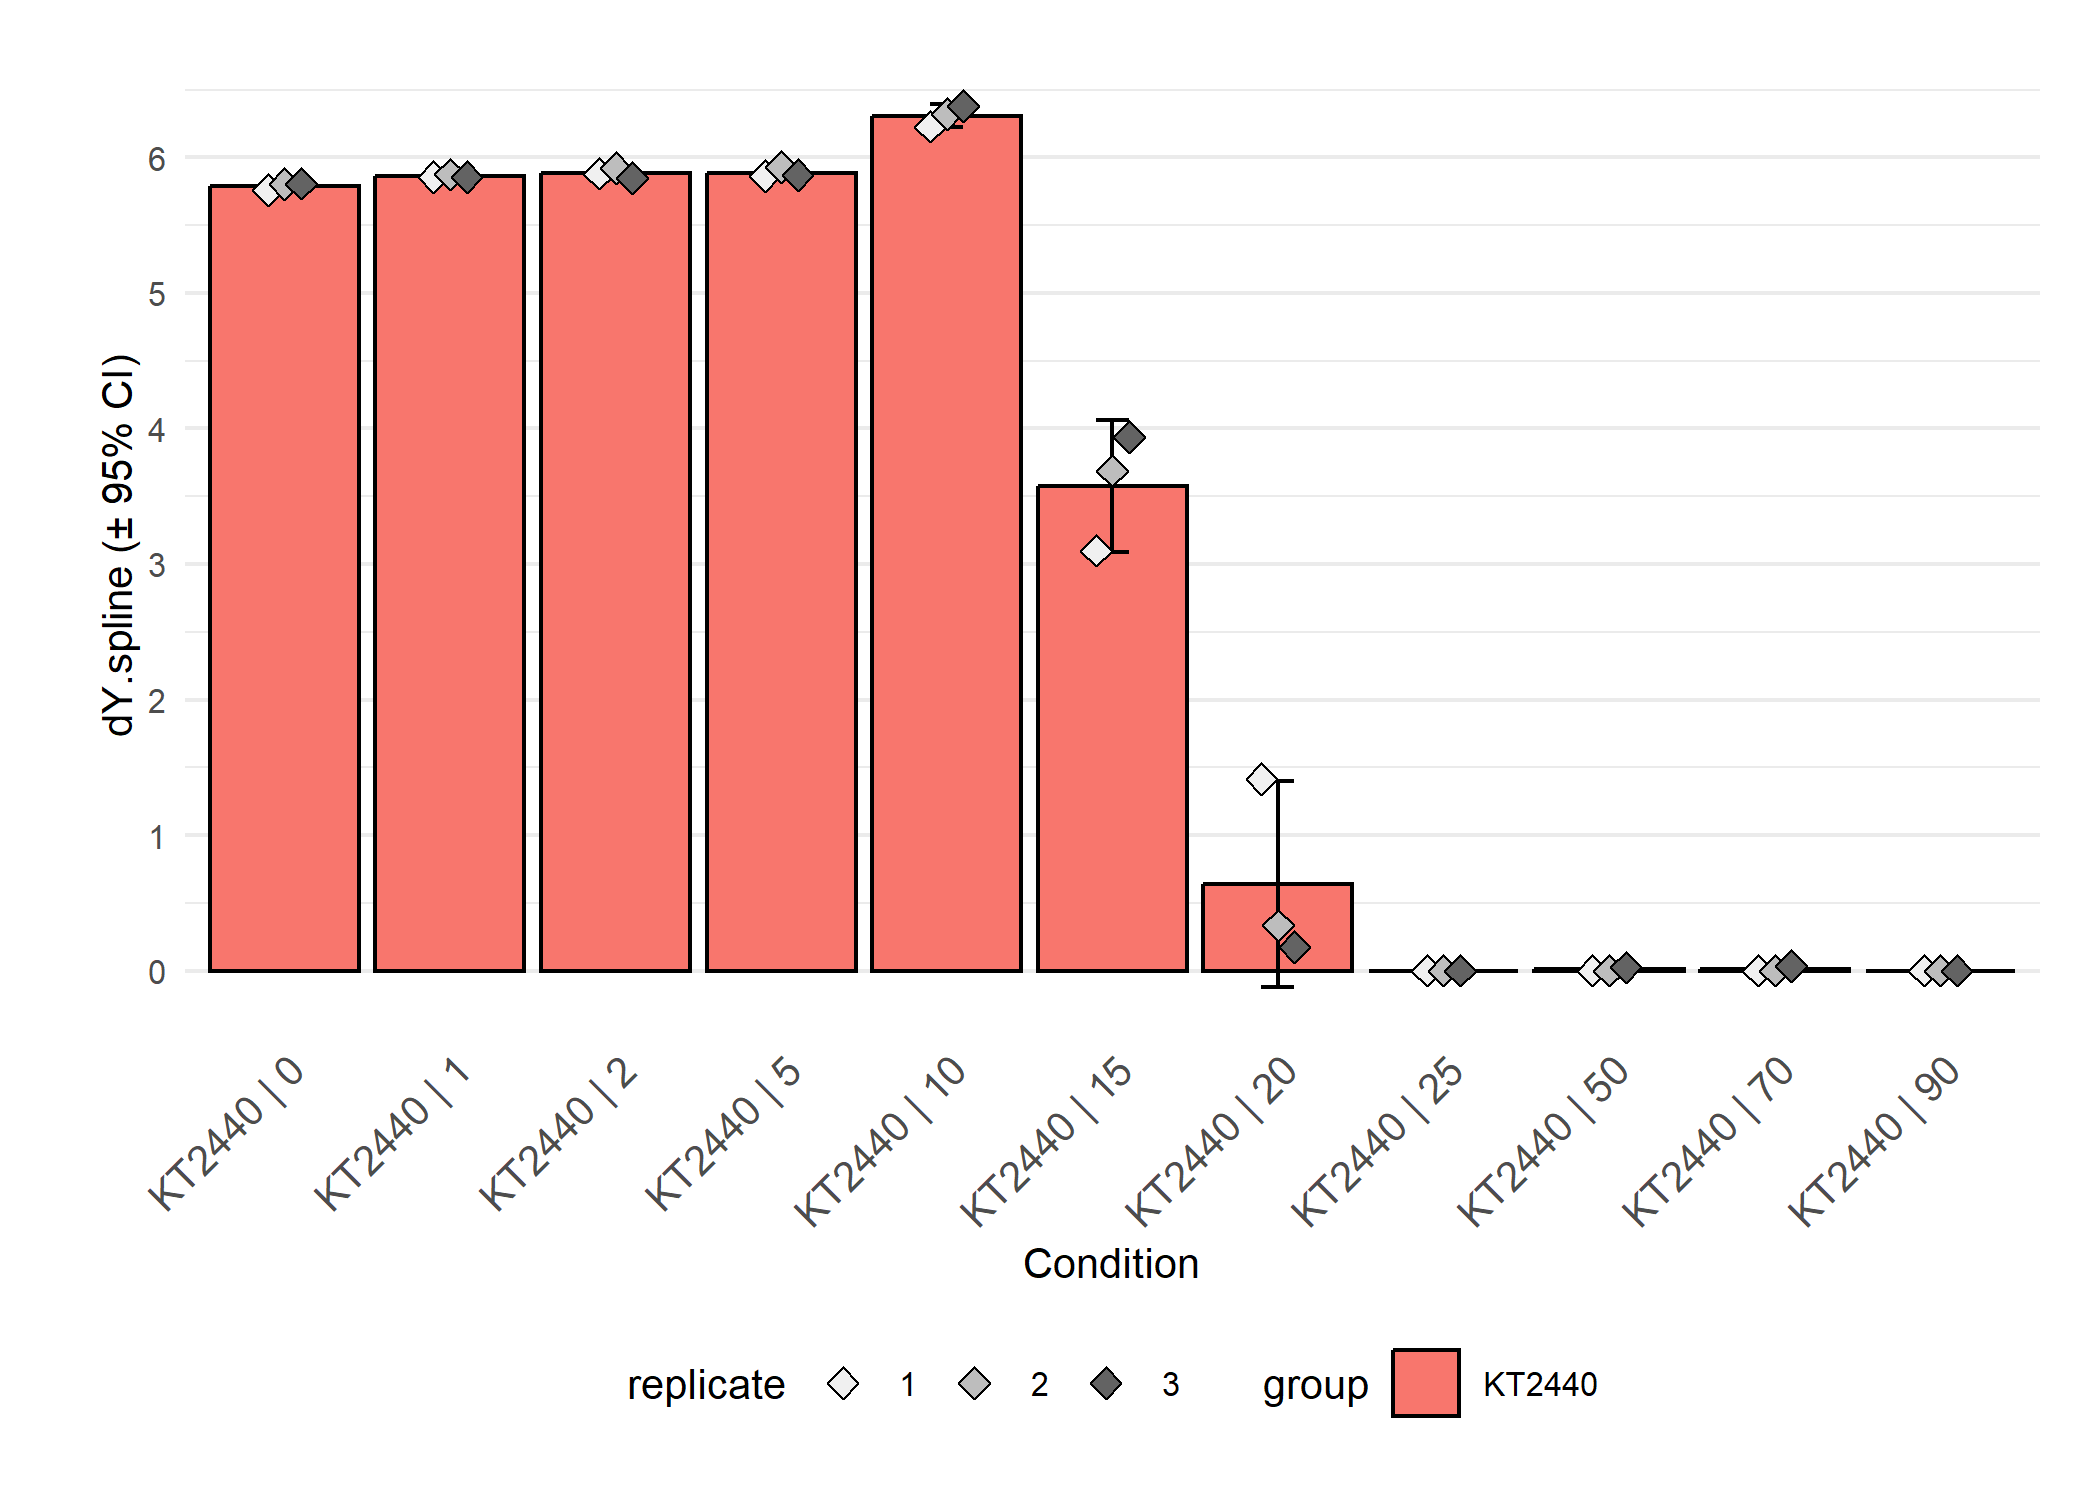 dY.spline (± 95% CI)
6
5
4
3
2
1
0
KT2440 | 0
KT2440 | 1
KT2440 | 2
KT2440 | 5
KT2440 | 10
KT2440 | 15
KT2440 | 20
KT2440 | 25
KT2440 | 50
KT2440 | 70
KT2440 | 90
Condition
replicate 1 2 3 group KT2440